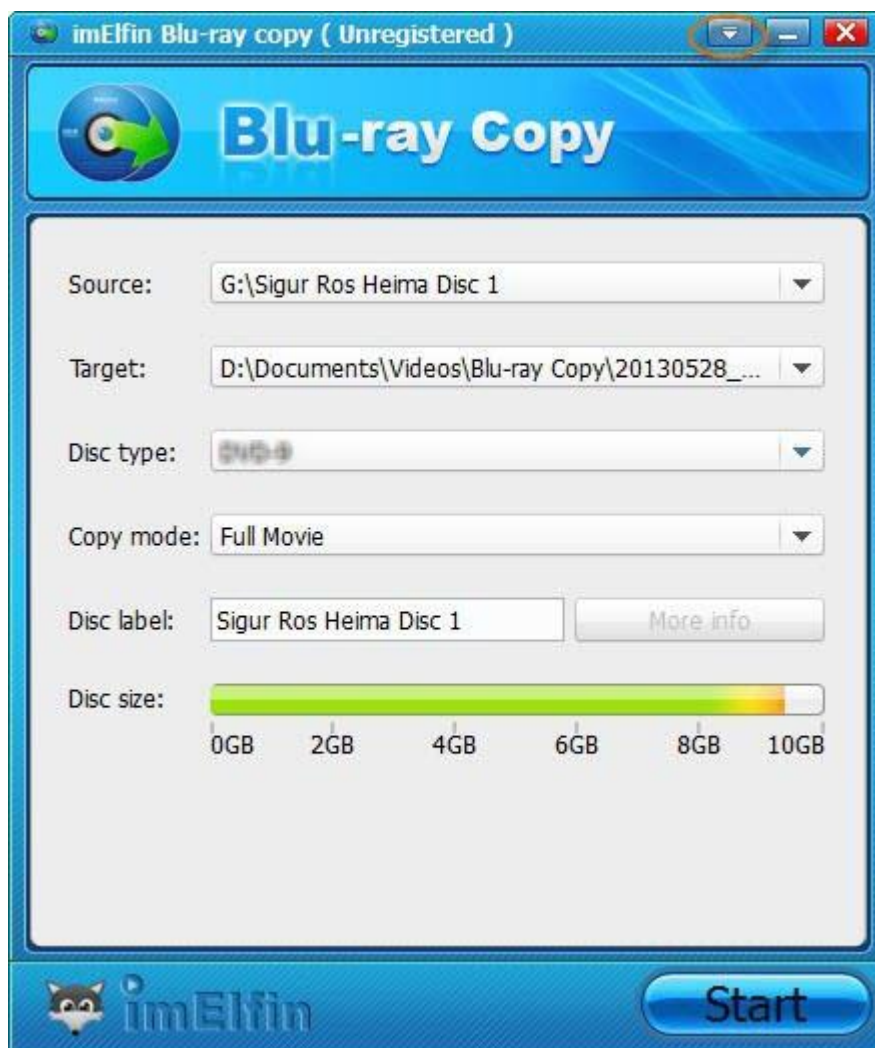 imElfin Blu-ray copy ( Unregistered )
Blu-ray Copy
Source: G:\Sigur Ros Heima Disc 1
Target: D:\Documents\Videos\Blu-ray Copy\20130528_...
Disc type:
Copy mode: Full Movie
Disc label: Sigur Ros Heima Disc 1 More info
Disc size:
0GB 2GB 4GB 6GB 8GB 10GB
imElfin Start